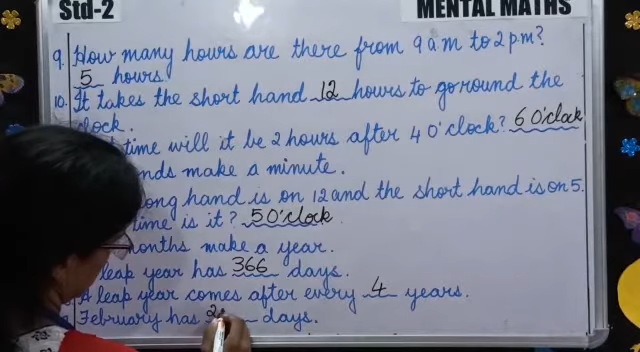 Std-2
MENTAL MATHS
9. How many hours are there from 9 a.m to 2 p.m?
5 hours
10. It takes the short hand 12 hours to go round the
clock.
time will it be 2 hours after 4 O'clock? 6 O'clock
nds make a minute.
ong hand is on 12 and the short hand is on 5.
time is it? 5 O'clock
onths make a year.
leap year has 366 days.
A leap year comes after every 4 years.
February has 2 days.